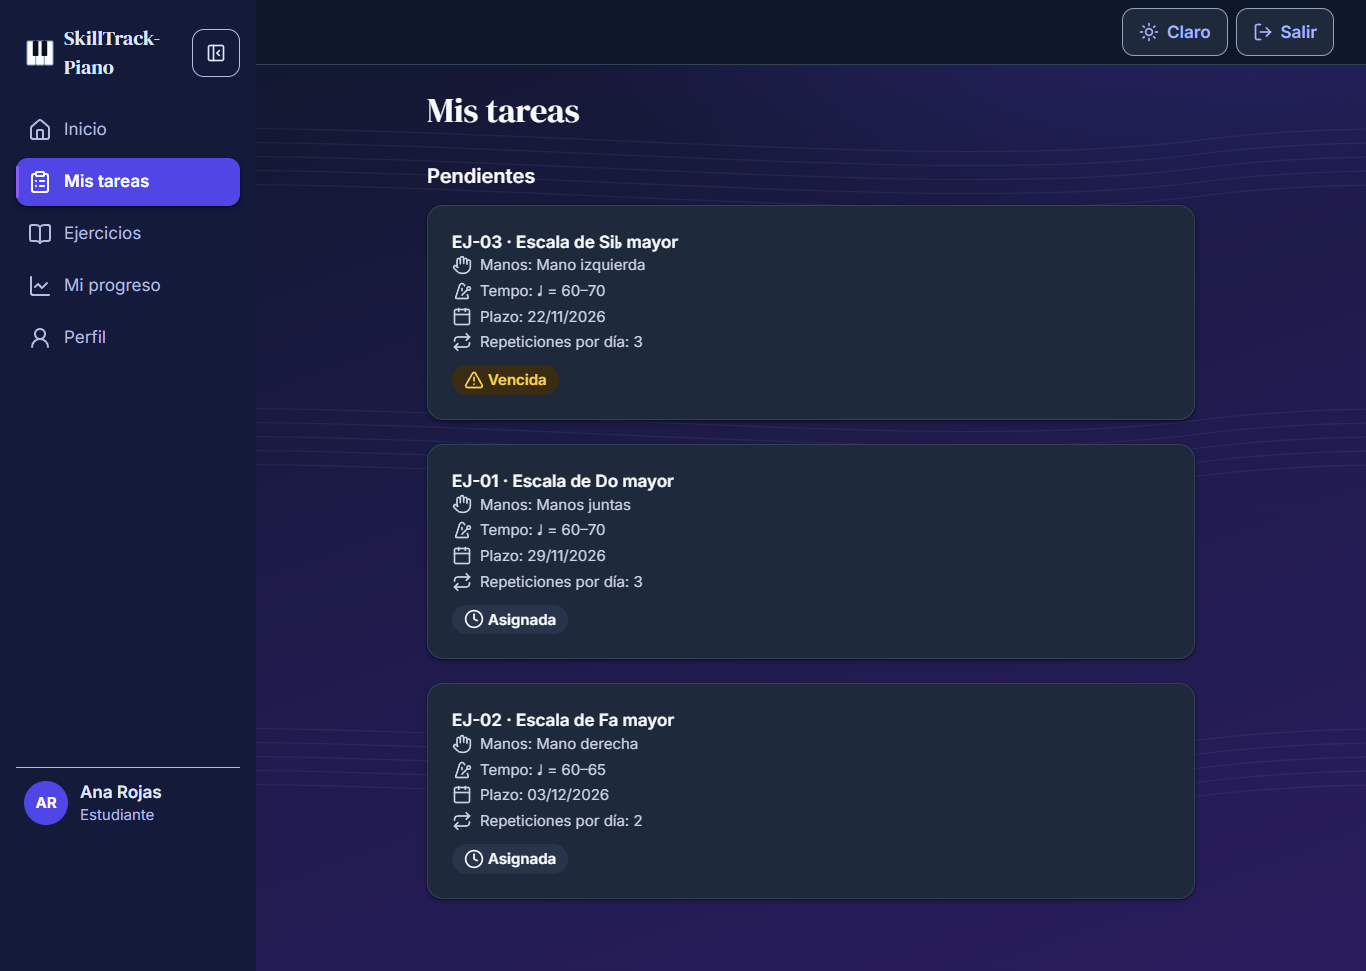 SkillTrack-
Piano
Inicio
Mis tareas
Ejercicios
Mi progreso
Perfil
AR
Ana Rojas
Estudiante
Claro
Salir
Mis tareas
Pendientes
EJ-03 · Escala de Si♭ mayor
Manos: Mano izquierda
Tempo: ♩ = 60–70
Plazo: 22/11/2026
Repeticiones por día: 3
Vencida
EJ-01 · Escala de Do mayor
Manos: Manos juntas
Tempo: ♩ = 60–70
Plazo: 29/11/2026
Repeticiones por día: 3
Asignada
EJ-02 · Escala de Fa mayor
Manos: Mano derecha
Tempo: ♩ = 60–65
Plazo: 03/12/2026
Repeticiones por día: 2
Asignada